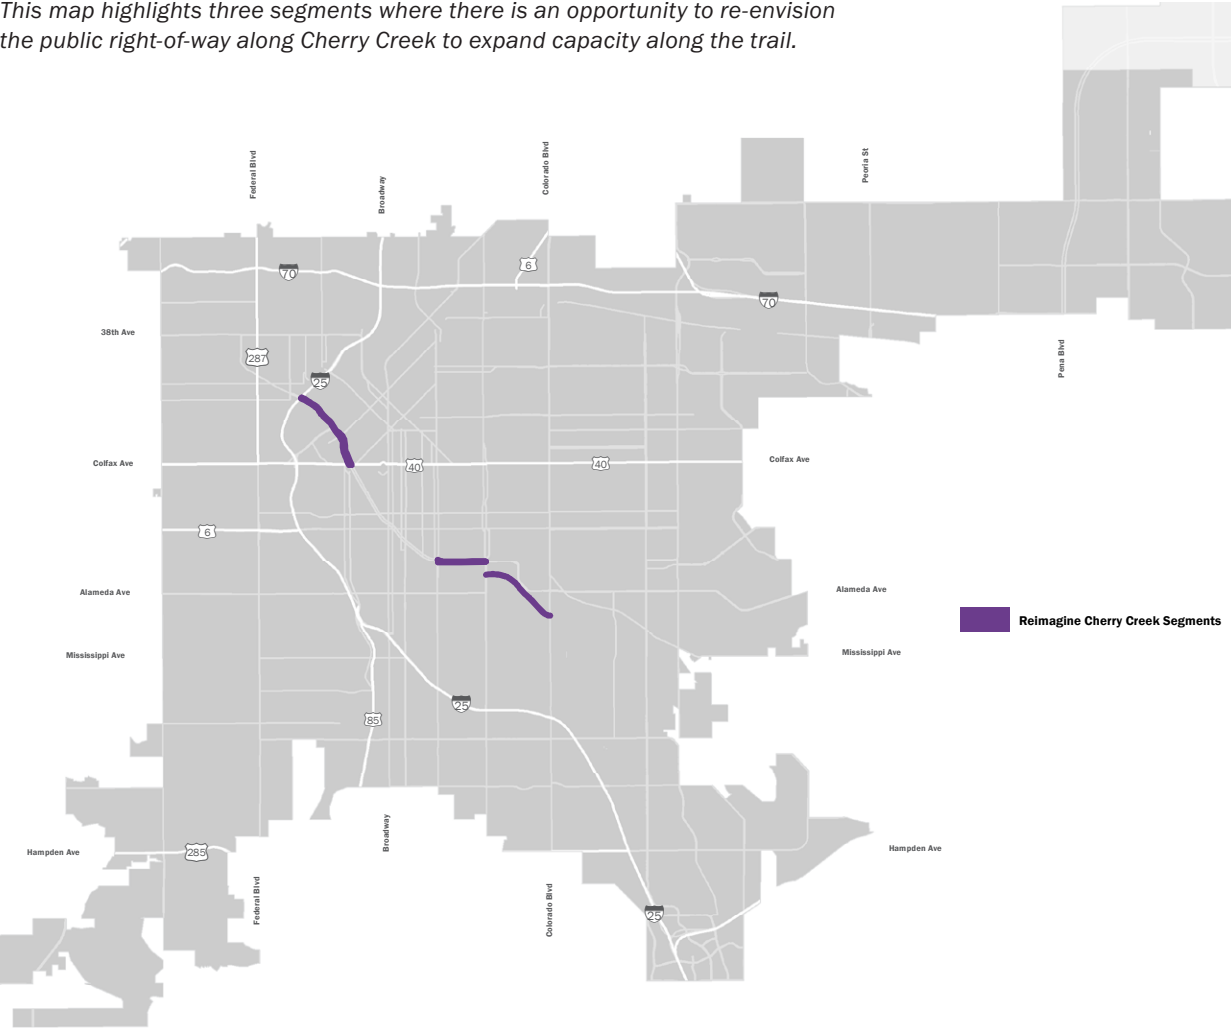 This map highlights three segments where there is an opportunity to re-envision
the public right-of-way along Cherry Creek to expand capacity along the trail.
Federal Blvd
Broadway
Colorado Blvd
Peoria St
6
70
70
38th Ave
287
25
Pena Blvd
Colfax Ave
40
40
Colfax Ave
6
Alameda Ave
Alameda Ave
Reimagine Cherry Creek Segments
Mississippi Ave
Mississippi Ave
25
85
Broadway
Hampden Ave
285
Hampden Ave
Federal Blvd
Colorado Blvd
25